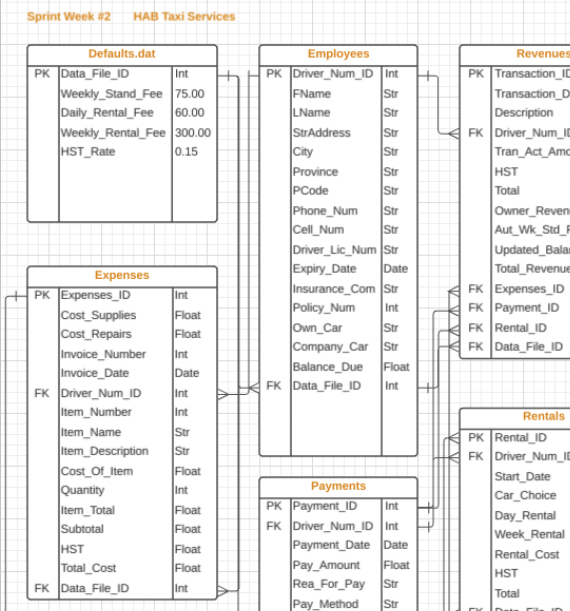 Sprint Week #2 HAB Taxi Services
Defaults.dat
PK Data_File_ID Int
Weekly_Stand_Fee 75.00
Daily_Rental_Fee 60.00
Weekly_Rental_Fee 300.00
HST_Rate 0.15
Expenses
PK Expenses_ID Int
Cost_Supplies Float
Cost_Repairs Float
Invoice_Number Int
Invoice_Date Date
FK Driver_Num_ID Int
Item_Number Int
Item_Name Str
Item_Description Str
Cost_Of_Item Float
Quantity Int
Item_Total Float
Subtotal Float
HST Float
Total_Cost Float
FK Data_File_ID Int
Employees
PK Driver_Num_ID Int
FName Str
LName Str
StrAddress Str
City Str
Province Str
PCode Str
Phone_Num Str
Cell_Num Str
Driver_Lic_Num Str
Expiry_Date Date
Insurance_Com Str
Policy_Num Int
Own_Car Str
Company_Car Str
Balance_Due Float
FK Data_File_ID Int
Payments
PK Payment_ID Int
FK Driver_Num_ID Int
Payment_Date Date
Pay_Amount Float
Rea_For_Pay Str
Pay_Method Str
Revenues
PK Transaction_ID
Transaction_D
Description
FK Driver_Num_ID
Tran_Act_Amo
HST
Total
Owner_Reven
Aut_Wk_Std_F
Updated_Bala
Total_Revenue
FK Expenses_ID
FK Payment_ID
FK Rental_ID
FK Data_File_ID
Rentals
PK Rental_ID
FK Driver_Num_ID
Start_Date
Car_Choice
Day_Rental
Week_Rental
Rental_Cost
HST
Total